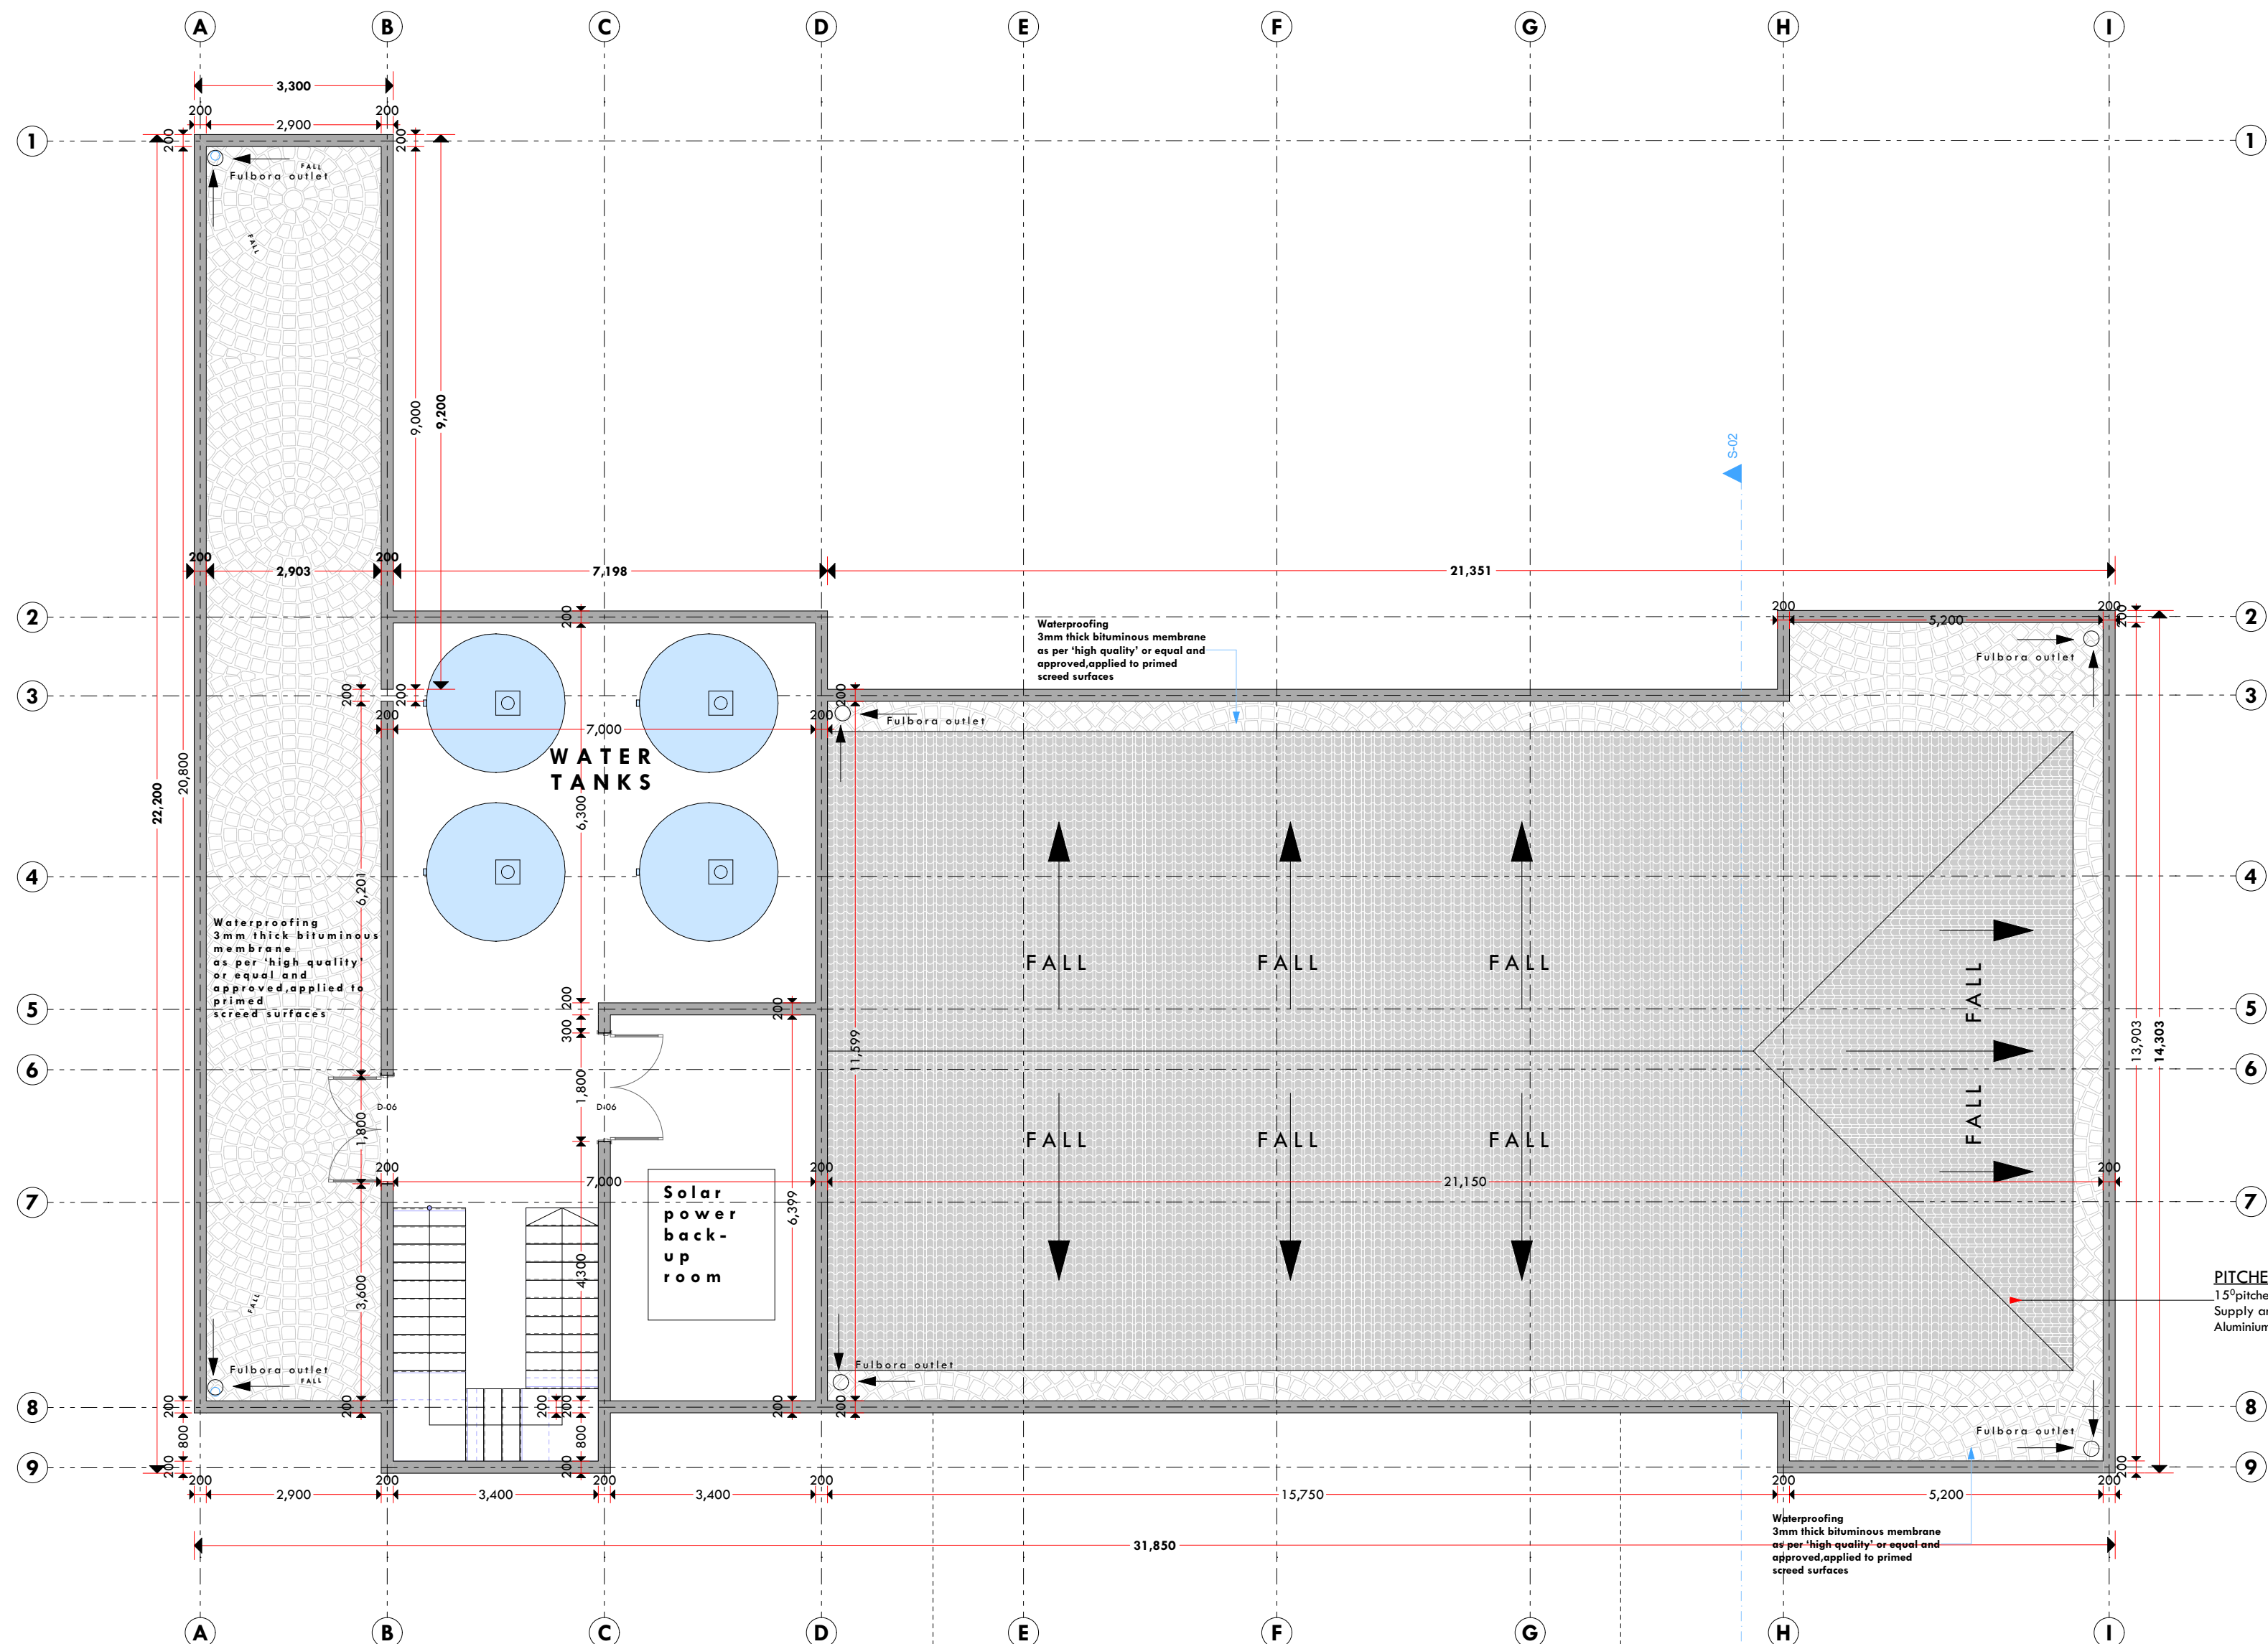 A B C D E F G H I
3,300
200 200
2,900
1 200 200 1
FALL
Fulbora outlet
FALL
9,000
9,200
S-02
200 200
2,903 7,198 21,351
2 200 200 200 200 2
5,200
Waterproofing
3mm thick bituminous membrane
as per ‘high quality’ or equal and
approved,applied to primed
screed surfaces
Fulbora outlet
3 200 200 200 3
200 200
Fulbora outlet
7,000
WATER
TANKS
20,800
22,200
6,300
4 6,201 4
Waterproofing
3mm thick bituminous
membrane
as per ‘high quality’
or equal and
approved,applied to
primed
screed surfaces
FALL FALL FALL
FALL
5 200 200 5
300
11,599
13,903
14,303
6 6
1,800
D-06 D-06
1,800
FALL FALL FALL
FALL
200 200 200
7,000 21,150
7 7
Solar
power
back-
up
room
6,399
4,300
3,600
FALL
PITCHE
15⁰pitche
Supply an
Aluminium
Fulbora outlet
FALL
Fulbora outlet
8 200 200 200 200 200 200 8
800 800
Fulbora outlet
9 200 200 200 9
200 200 200 200 200 200
2,900 3,400 3,400 15,750 5,200
Waterproofing
3mm thick bituminous membrane
as per ‘high quality’ or equal and
approved,applied to primed
screed surfaces
31,850
A B C D E F G H I